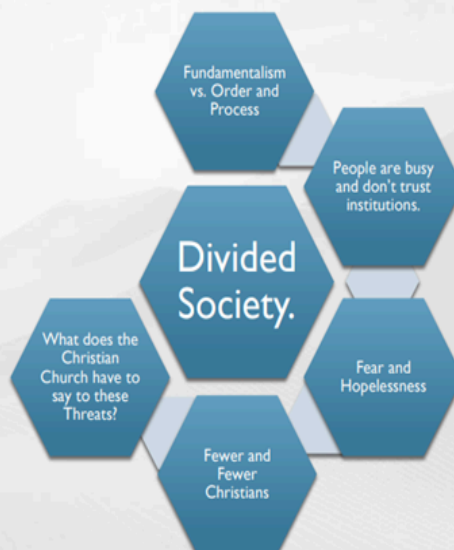 Fundamentalism
vs. Order and
Process
People are busy
and don't trust
institutions.
Divided
Society.
Fear and
Hopelessness
Fewer and
Fewer
Christians
What does the
Christian
Church have to
say to these
Threats?